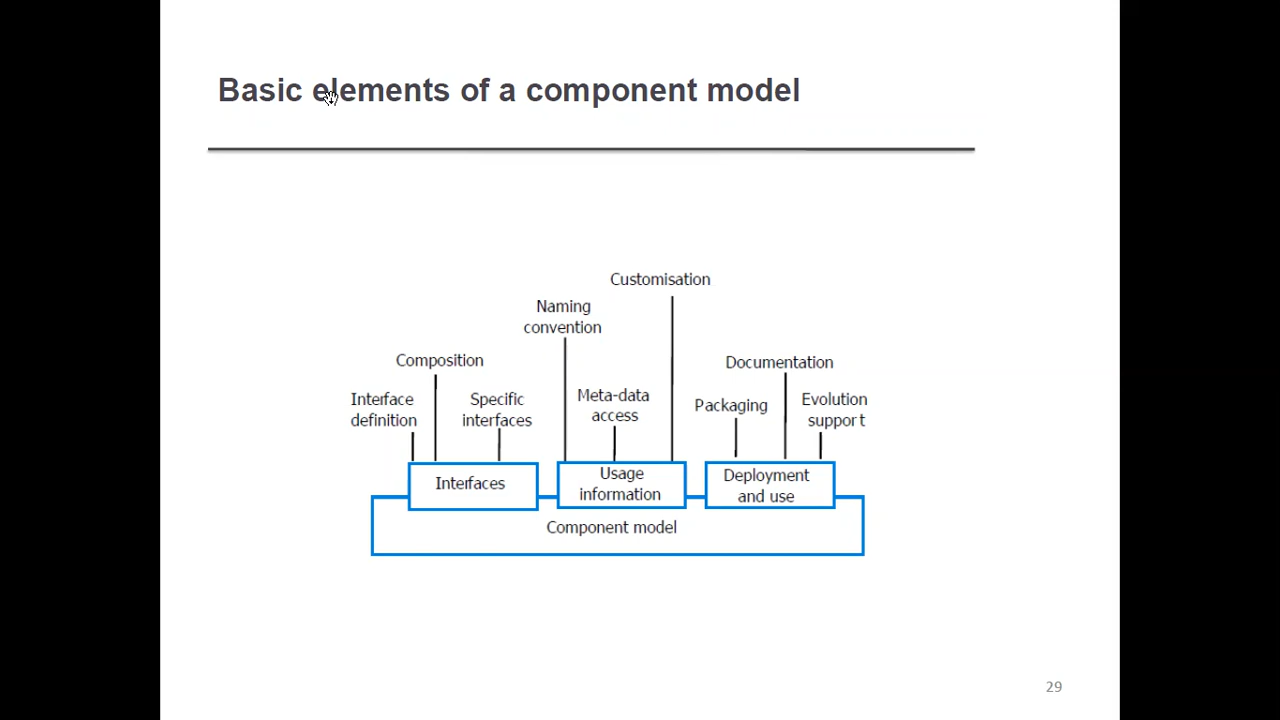 Basic elements of a component model
Customisation
Naming
convention
Composition
Documentation
Interface
definition
Specific
interfaces
Meta-data
access
Packaging
Evolution
support
Interfaces
Usage
information
Deployment
and use
Component model
29